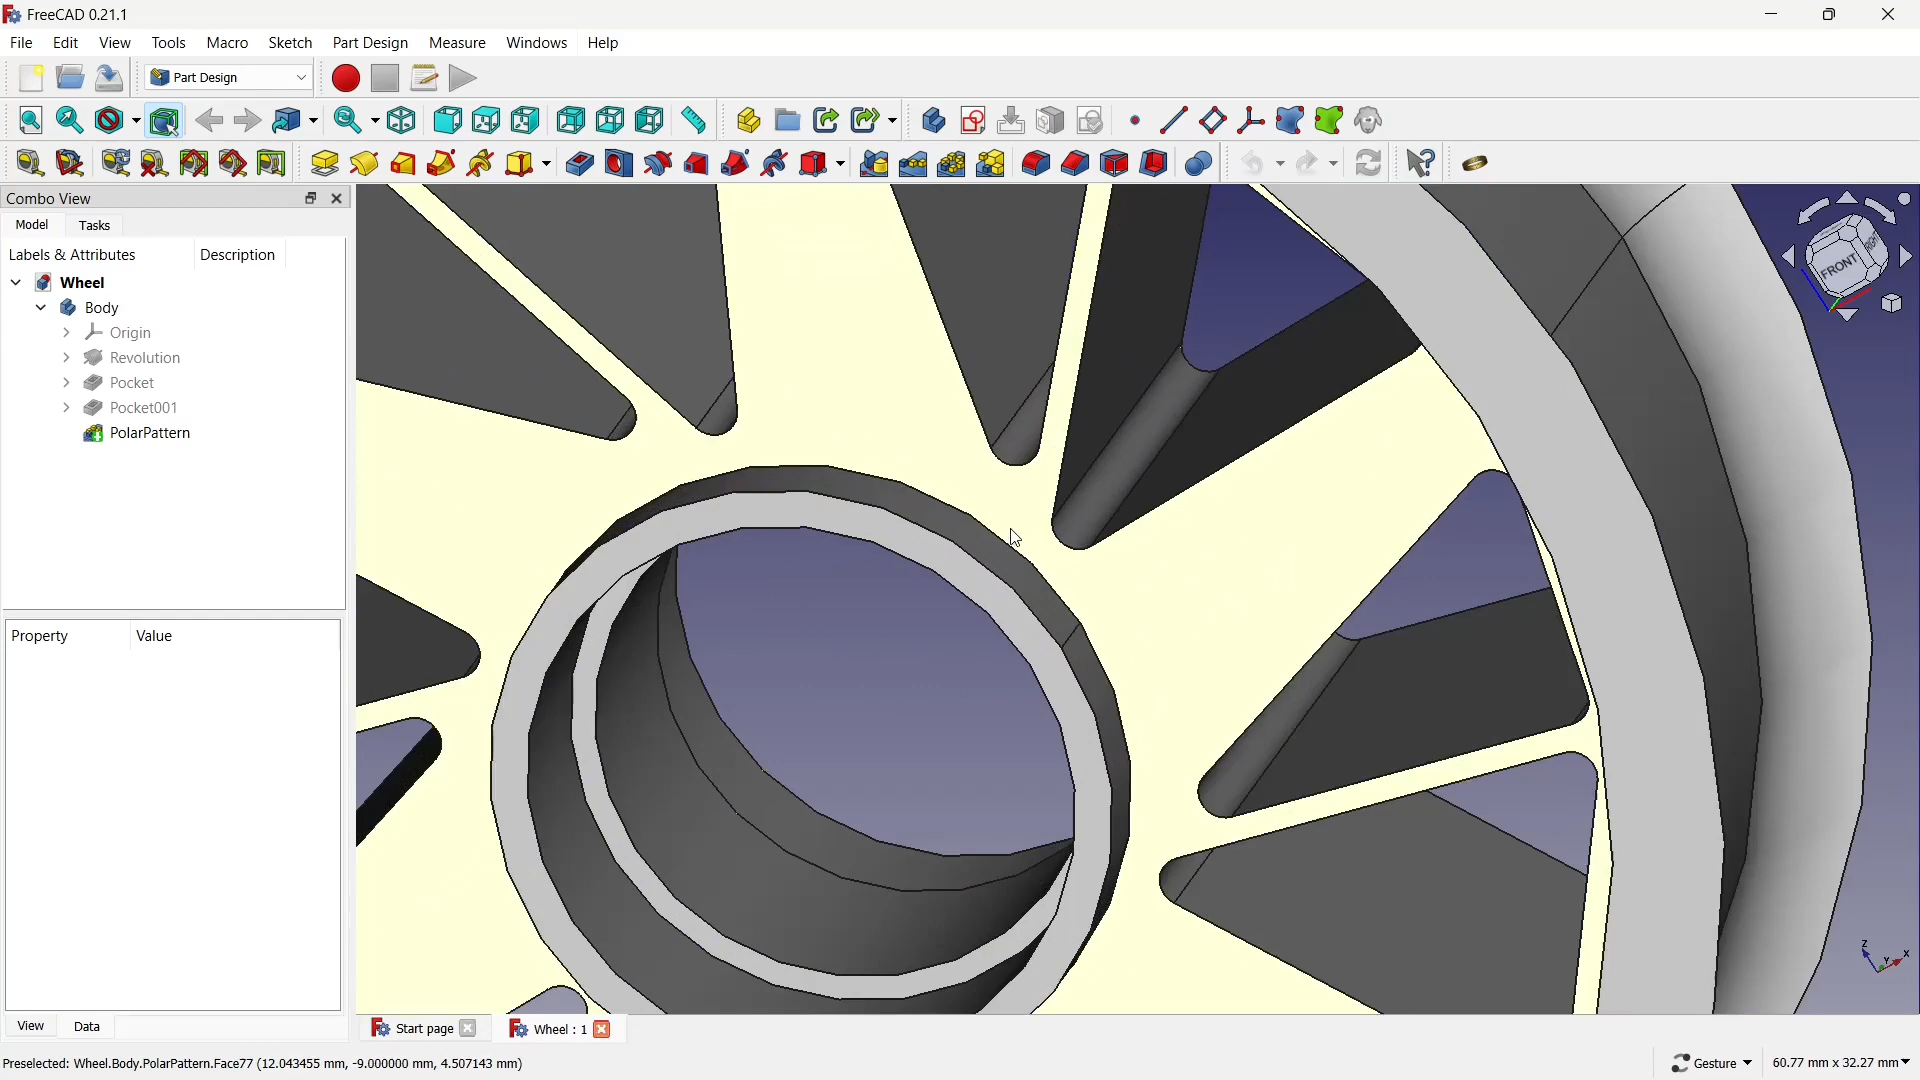 FreeCAD 0.21.1
File Edit View Tools Macro Sketch Part Design Measure Windows Help
Part Design
Combo View
Model Tasks
Labels & Attributes Description
Wheel
Body
Origin
Revolution
Pocket
Pocket001
PolarPattern
Property Value
View Data
FRONT RIGHT
Z Y X
Start page Wheel : 1
Preselected: Wheel.Body.PolarPattern.Face77 (12.043455 mm, -9.000000 mm, 4.507143 mm)
Gesture 60.77 mm x 32.27 mm